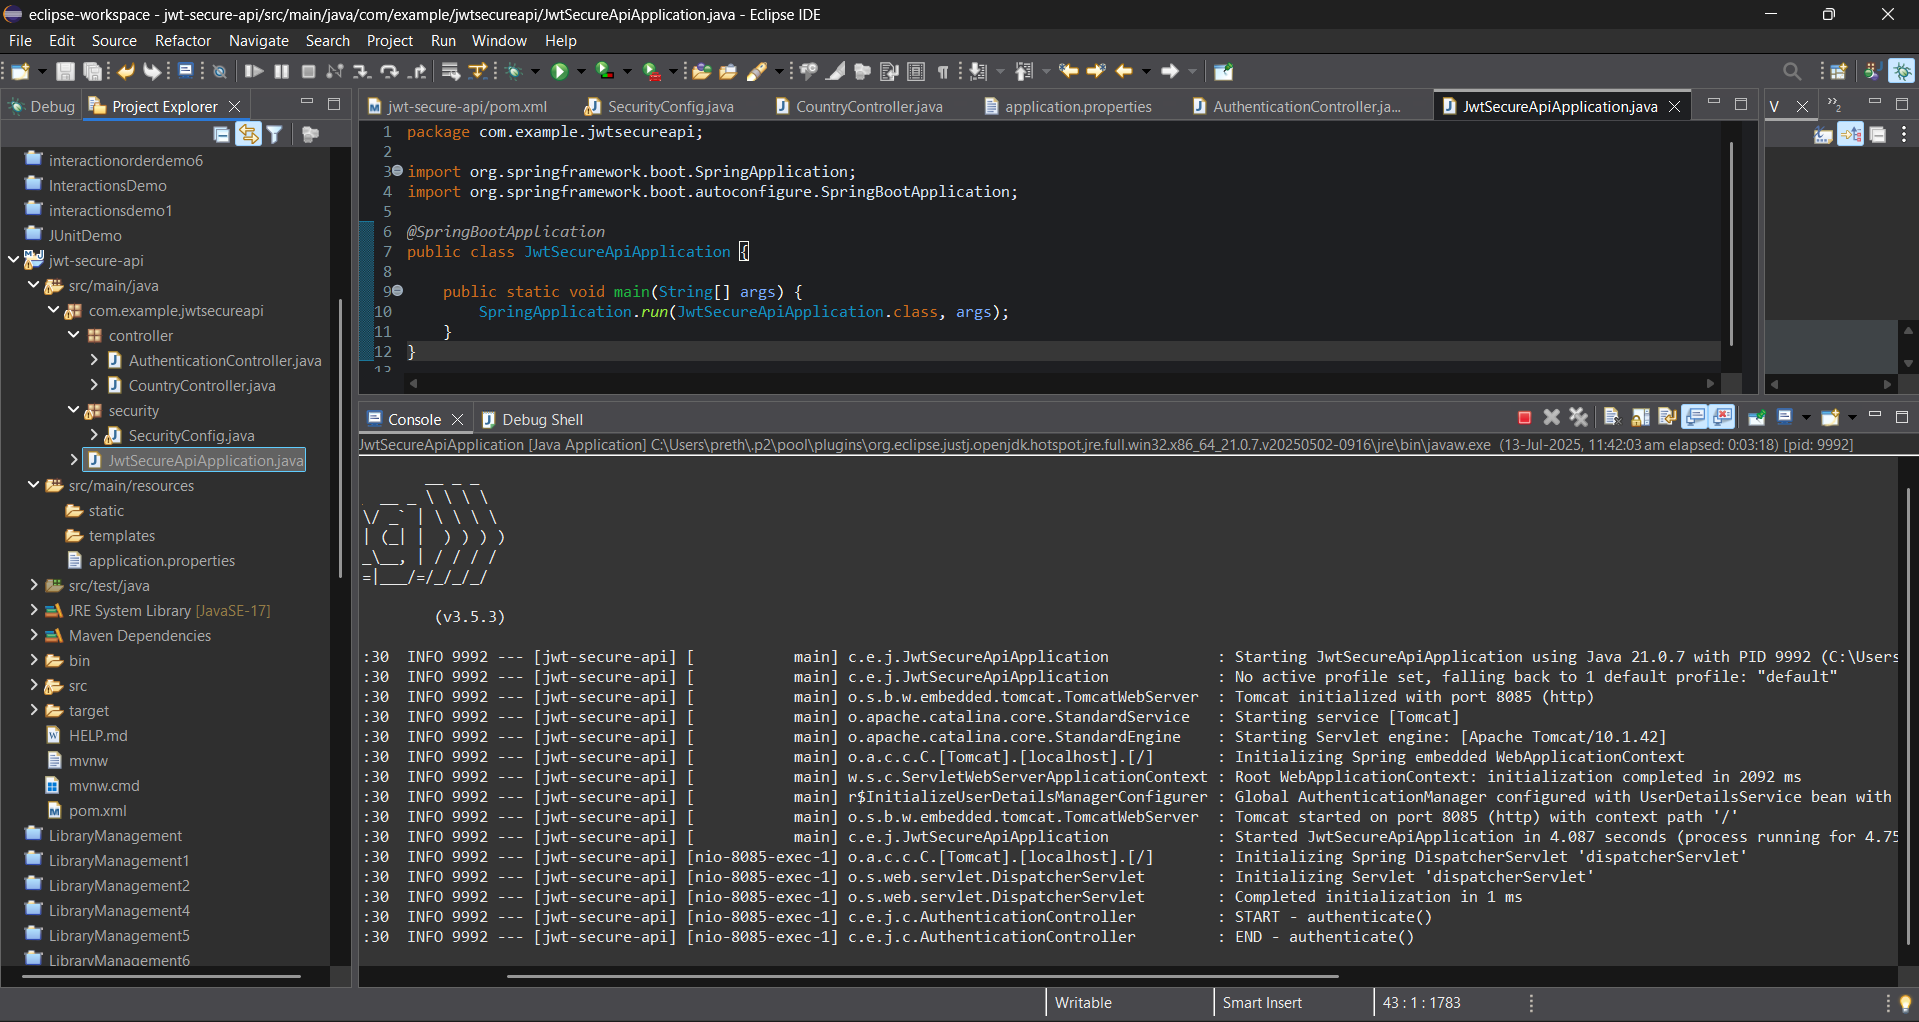 eclipse-workspace - jwt-secure-api/src/main/java/com/example/jwtsecureapi/JwtSecureApiApplication.java - Eclipse IDE
File Edit Source Refactor Navigate Search Project Run Window Help
Debug Project Explorer
interactionorderdemo6
InteractionsDemo
interactionsdemo1
JUnitDemo
jwt-secure-api
src/main/java
com.example.jwtsecureapi
controller
AuthenticationController.java
CountryController.java
security
SecurityConfig.java
JwtSecureApiApplication.java
src/main/resources
static
templates
application.properties
src/test/java
JRE System Library [JavaSE-17]
Maven Dependencies
bin
src
target
HELP.md
mvnw
mvnw.cmd
pom.xml
LibraryManagement
LibraryManagement1
LibraryManagement2
LibraryManagement4
LibraryManagement5
LibraryManagement6
jwt-secure-api/pom.xml SecurityConfig.java CountryController.java application.properties AuthenticationController.ja... JwtSecureApiApplication.java V »2
1 package com.example.jwtsecureapi;
2
3 import org.springframework.boot.SpringApplication;
4 import org.springframework.boot.autoconfigure.SpringBootApplication;
5
6 @SpringBootApplication
7 public class JwtSecureApiApplication {
8
9 public static void main(String[] args) {
10 SpringApplication.run(JwtSecureApiApplication.class, args);
11 }
12 }
13
Console Debug Shell
JwtSecureApiApplication [Java Application] C:\Users\preth\.p2\pool\plugins\org.eclipse.justj.openjdk.hotspot.jre.full.win32.x86_64_21.0.7.v20250502-0916\jre\bin\javaw.exe (13-Jul-2025, 11:42:03 am elapsed: 0:03:18) [pid: 9992]
__ _ _
__ _ \ \ \ \
\/ _` | \ \ \ \
| (_| | ) ) ) )
_\__, | / / / /
=|___/=/_/_/_/
(v3.5.3)
:30 INFO 9992 --- [jwt-secure-api] [ main] c.e.j.JwtSecureApiApplication : Starting JwtSecureApiApplication using Java 21.0.7 with PID 9992 (C:\Users
:30 INFO 9992 --- [jwt-secure-api] [ main] c.e.j.JwtSecureApiApplication : No active profile set, falling back to 1 default profile: "default"
:30 INFO 9992 --- [jwt-secure-api] [ main] o.s.b.w.embedded.tomcat.TomcatWebServer : Tomcat initialized with port 8085 (http)
:30 INFO 9992 --- [jwt-secure-api] [ main] o.apache.catalina.core.StandardService : Starting service [Tomcat]
:30 INFO 9992 --- [jwt-secure-api] [ main] o.apache.catalina.core.StandardEngine : Starting Servlet engine: [Apache Tomcat/10.1.42]
:30 INFO 9992 --- [jwt-secure-api] [ main] o.a.c.c.C.[Tomcat].[localhost].[/] : Initializing Spring embedded WebApplicationContext
:30 INFO 9992 --- [jwt-secure-api] [ main] w.s.c.ServletWebServerApplicationContext : Root WebApplicationContext: initialization completed in 2092 ms
:30 INFO 9992 --- [jwt-secure-api] [ main] r$InitializeUserDetailsManagerConfigurer : Global AuthenticationManager configured with UserDetailsService bean with
:30 INFO 9992 --- [jwt-secure-api] [ main] o.s.b.w.embedded.tomcat.TomcatWebServer : Tomcat started on port 8085 (http) with context path '/'
:30 INFO 9992 --- [jwt-secure-api] [ main] c.e.j.JwtSecureApiApplication : Started JwtSecureApiApplication in 4.087 seconds (process running for 4.75
:30 INFO 9992 --- [jwt-secure-api] [nio-8085-exec-1] o.a.c.c.C.[Tomcat].[localhost].[/] : Initializing Spring DispatcherServlet 'dispatcherServlet'
:30 INFO 9992 --- [jwt-secure-api] [nio-8085-exec-1] o.s.web.servlet.DispatcherServlet : Initializing Servlet 'dispatcherServlet'
:30 INFO 9992 --- [jwt-secure-api] [nio-8085-exec-1] o.s.web.servlet.DispatcherServlet : Completed initialization in 1 ms
:30 INFO 9992 --- [jwt-secure-api] [nio-8085-exec-1] c.e.j.c.AuthenticationController : START - authenticate()
:30 INFO 9992 --- [jwt-secure-api] [nio-8085-exec-1] c.e.j.c.AuthenticationController : END - authenticate()
Writable Smart Insert 43 : 1 : 1783